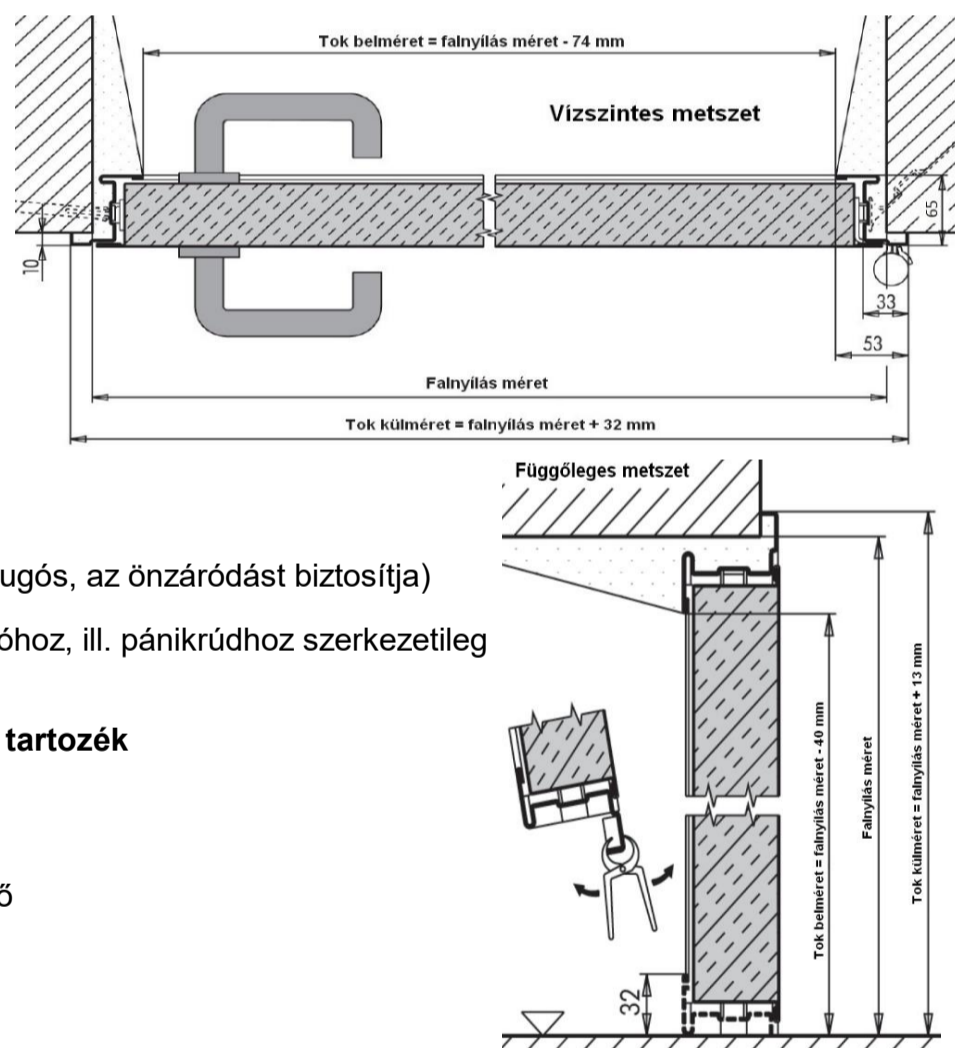 Tok belméret = falnyílás méret - 74 mm
Vízszintes metszet
65
10
33
53
Falnyílás méret
Tok külméret = falnyílás méret + 32 mm
Függőleges metszet
ugós, az önzáródást biztosítja)
óhoz, ill. pánikrúdhoz szerkezetileg
tartozék
ő
32
Tok belméret = falnyílás méret - 40 mm
Falnyílás méret
Tok külméret = falnyílás méret + 13 mm